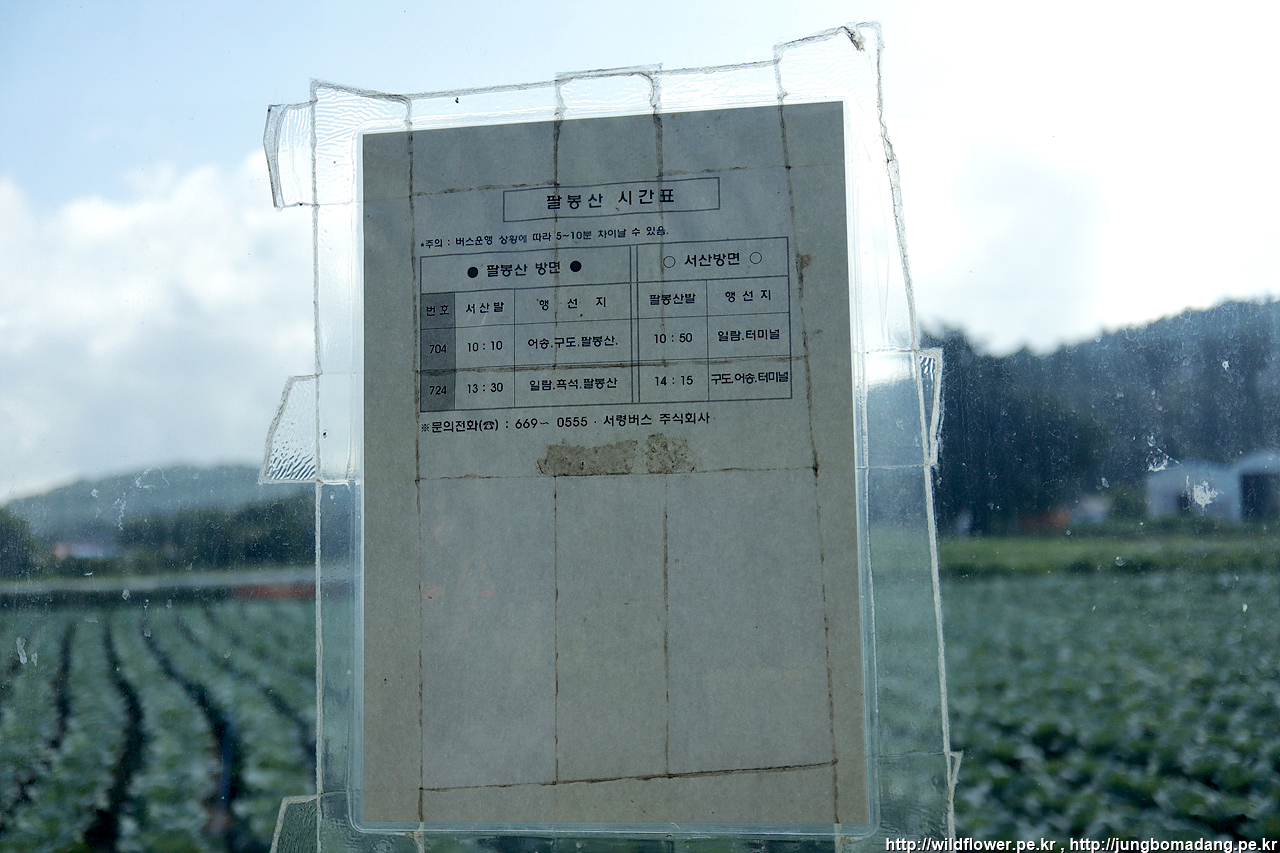 팔봉산 시간표
*주의 : 버스운행 상황에 따라 5~10분 차이날 수 있음.
● 팔봉산 방면 ● ○ 서산방면 ○
번호 서산발 행 선 지 팔봉산발 행 선 지
704 10 : 10 어송.구도.팔봉산. 10 : 50 일람.터미널
724 13 : 30 일람.흑석.팔봉산 14 : 15 구도.어송.터미널
※문의전화(☎) : 669- 0555 · 서령버스 주식회사
http://wildflower.pe.kr , http://jungbomadang.pe.kr